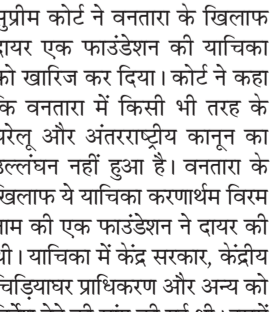 सुप्रीम कोर्ट ने वनतारा के खिलाफ
दायर एक फाउंडेशन की याचिका
को खारिज कर दिया। कोर्ट ने कहा
कि वनतारा में किसी भी तरह के
घरेलू और अंतरराष्ट्रीय कानून का
उल्लंघन नहीं हुआ है। वनतारा के
खिलाफ ये याचिका करणार्थम विरम
नाम की एक फाउंडेशन ने दायर की
थी। याचिका में केंद्र सरकार, केंद्रीय
चिड़ियाघर प्राधिकरण और अन्य को